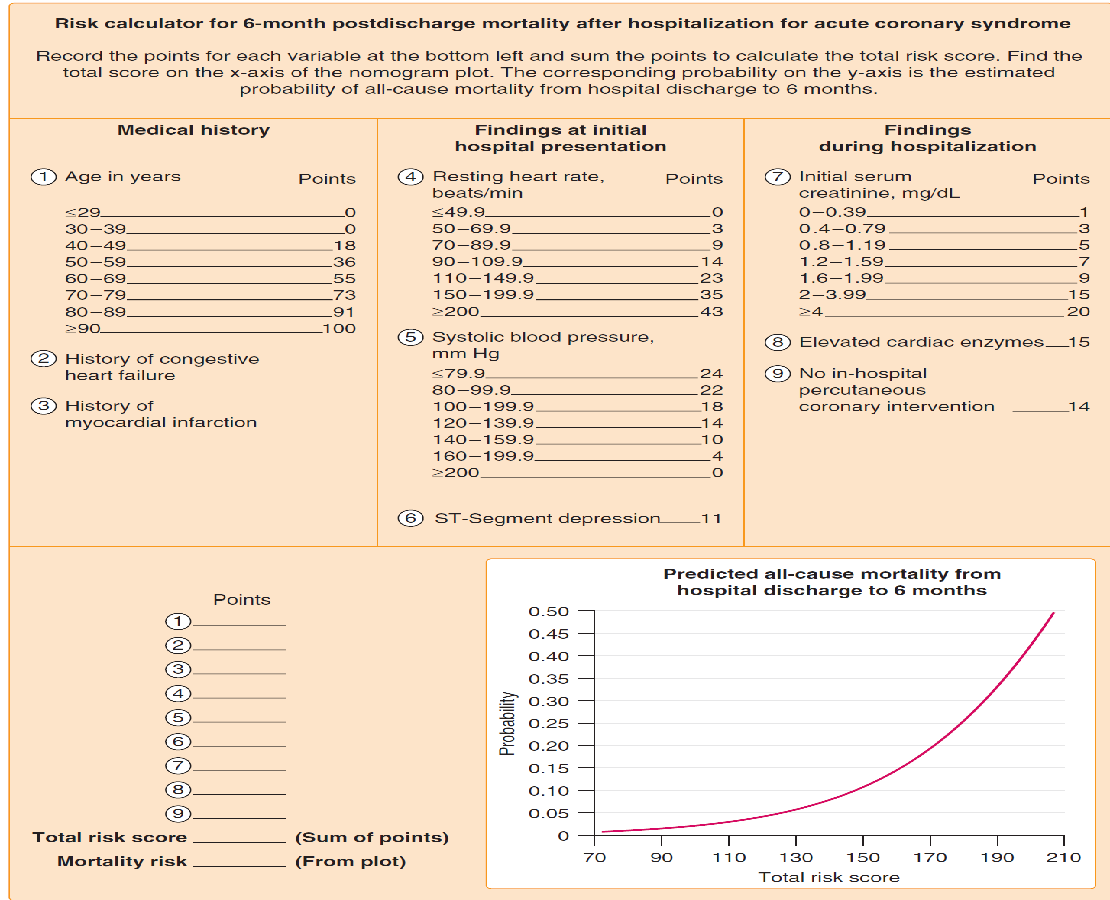 Risk calculator for 6-month postdischarge mortality after hospitalization for acute coronary syndrome
Record the points for each variable at the bottom left and sum the points to calculate the total risk score. Find the
total score on the x-axis of the nomogram plot. The corresponding probability on the y-axis is the estimated
probability of all-cause mortality from hospital discharge to 6 months.
Medical history
1 Age in years Points
≤29 0
30–39 0
40–49 18
50–59 36
60–69 55
70–79 73
80–89 91
≥90 100
2 History of congestive
heart failure
3 History of
myocardial infarction
Findings at initial
hospital presentation
4 Resting heart rate, Points
beats/min
≤49.9 0
50–69.9 3
70–89.9 9
90–109.9 14
110–149.9 23
150–199.9 35
≥200 43
5 Systolic blood pressure,
mm Hg
≤79.9 24
80–99.9 22
100–199.9 18
120–139.9 14
140–159.9 10
160–199.9 4
≥200 0
6 ST-Segment depression 11
Findings
during hospitalization
7 Initial serum Points
creatinine, mg/dL
0–0.39 1
0.4–0.79 3
0.8–1.19 5
1.2–1.59 7
1.6–1.99 9
2–3.99 15
≥4 20
8 Elevated cardiac enzymes 15
9 No in-hospital
percutaneous
coronary intervention 14
Points
1
2
3
4
5
6
7
8
9
Total risk score (Sum of points)
Mortality risk (From plot)
Predicted all-cause mortality from
hospital discharge to 6 months
Probability
0.50
0.45
0.40
0.35
0.30
0.25
0.20
0.15
0.10
0.05
0
70 90 110 130 150 170 190 210
Total risk score